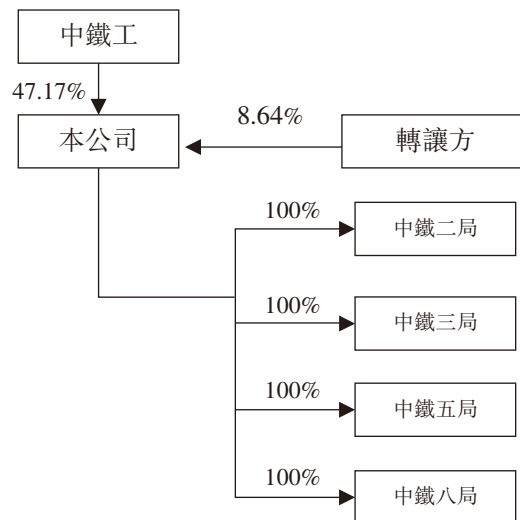 中鐵工
47.17%
8.64%
本公司
轉讓方
100%
中鐵二局
100%
中鐵三局
100%
中鐵五局
100%
中鐵八局